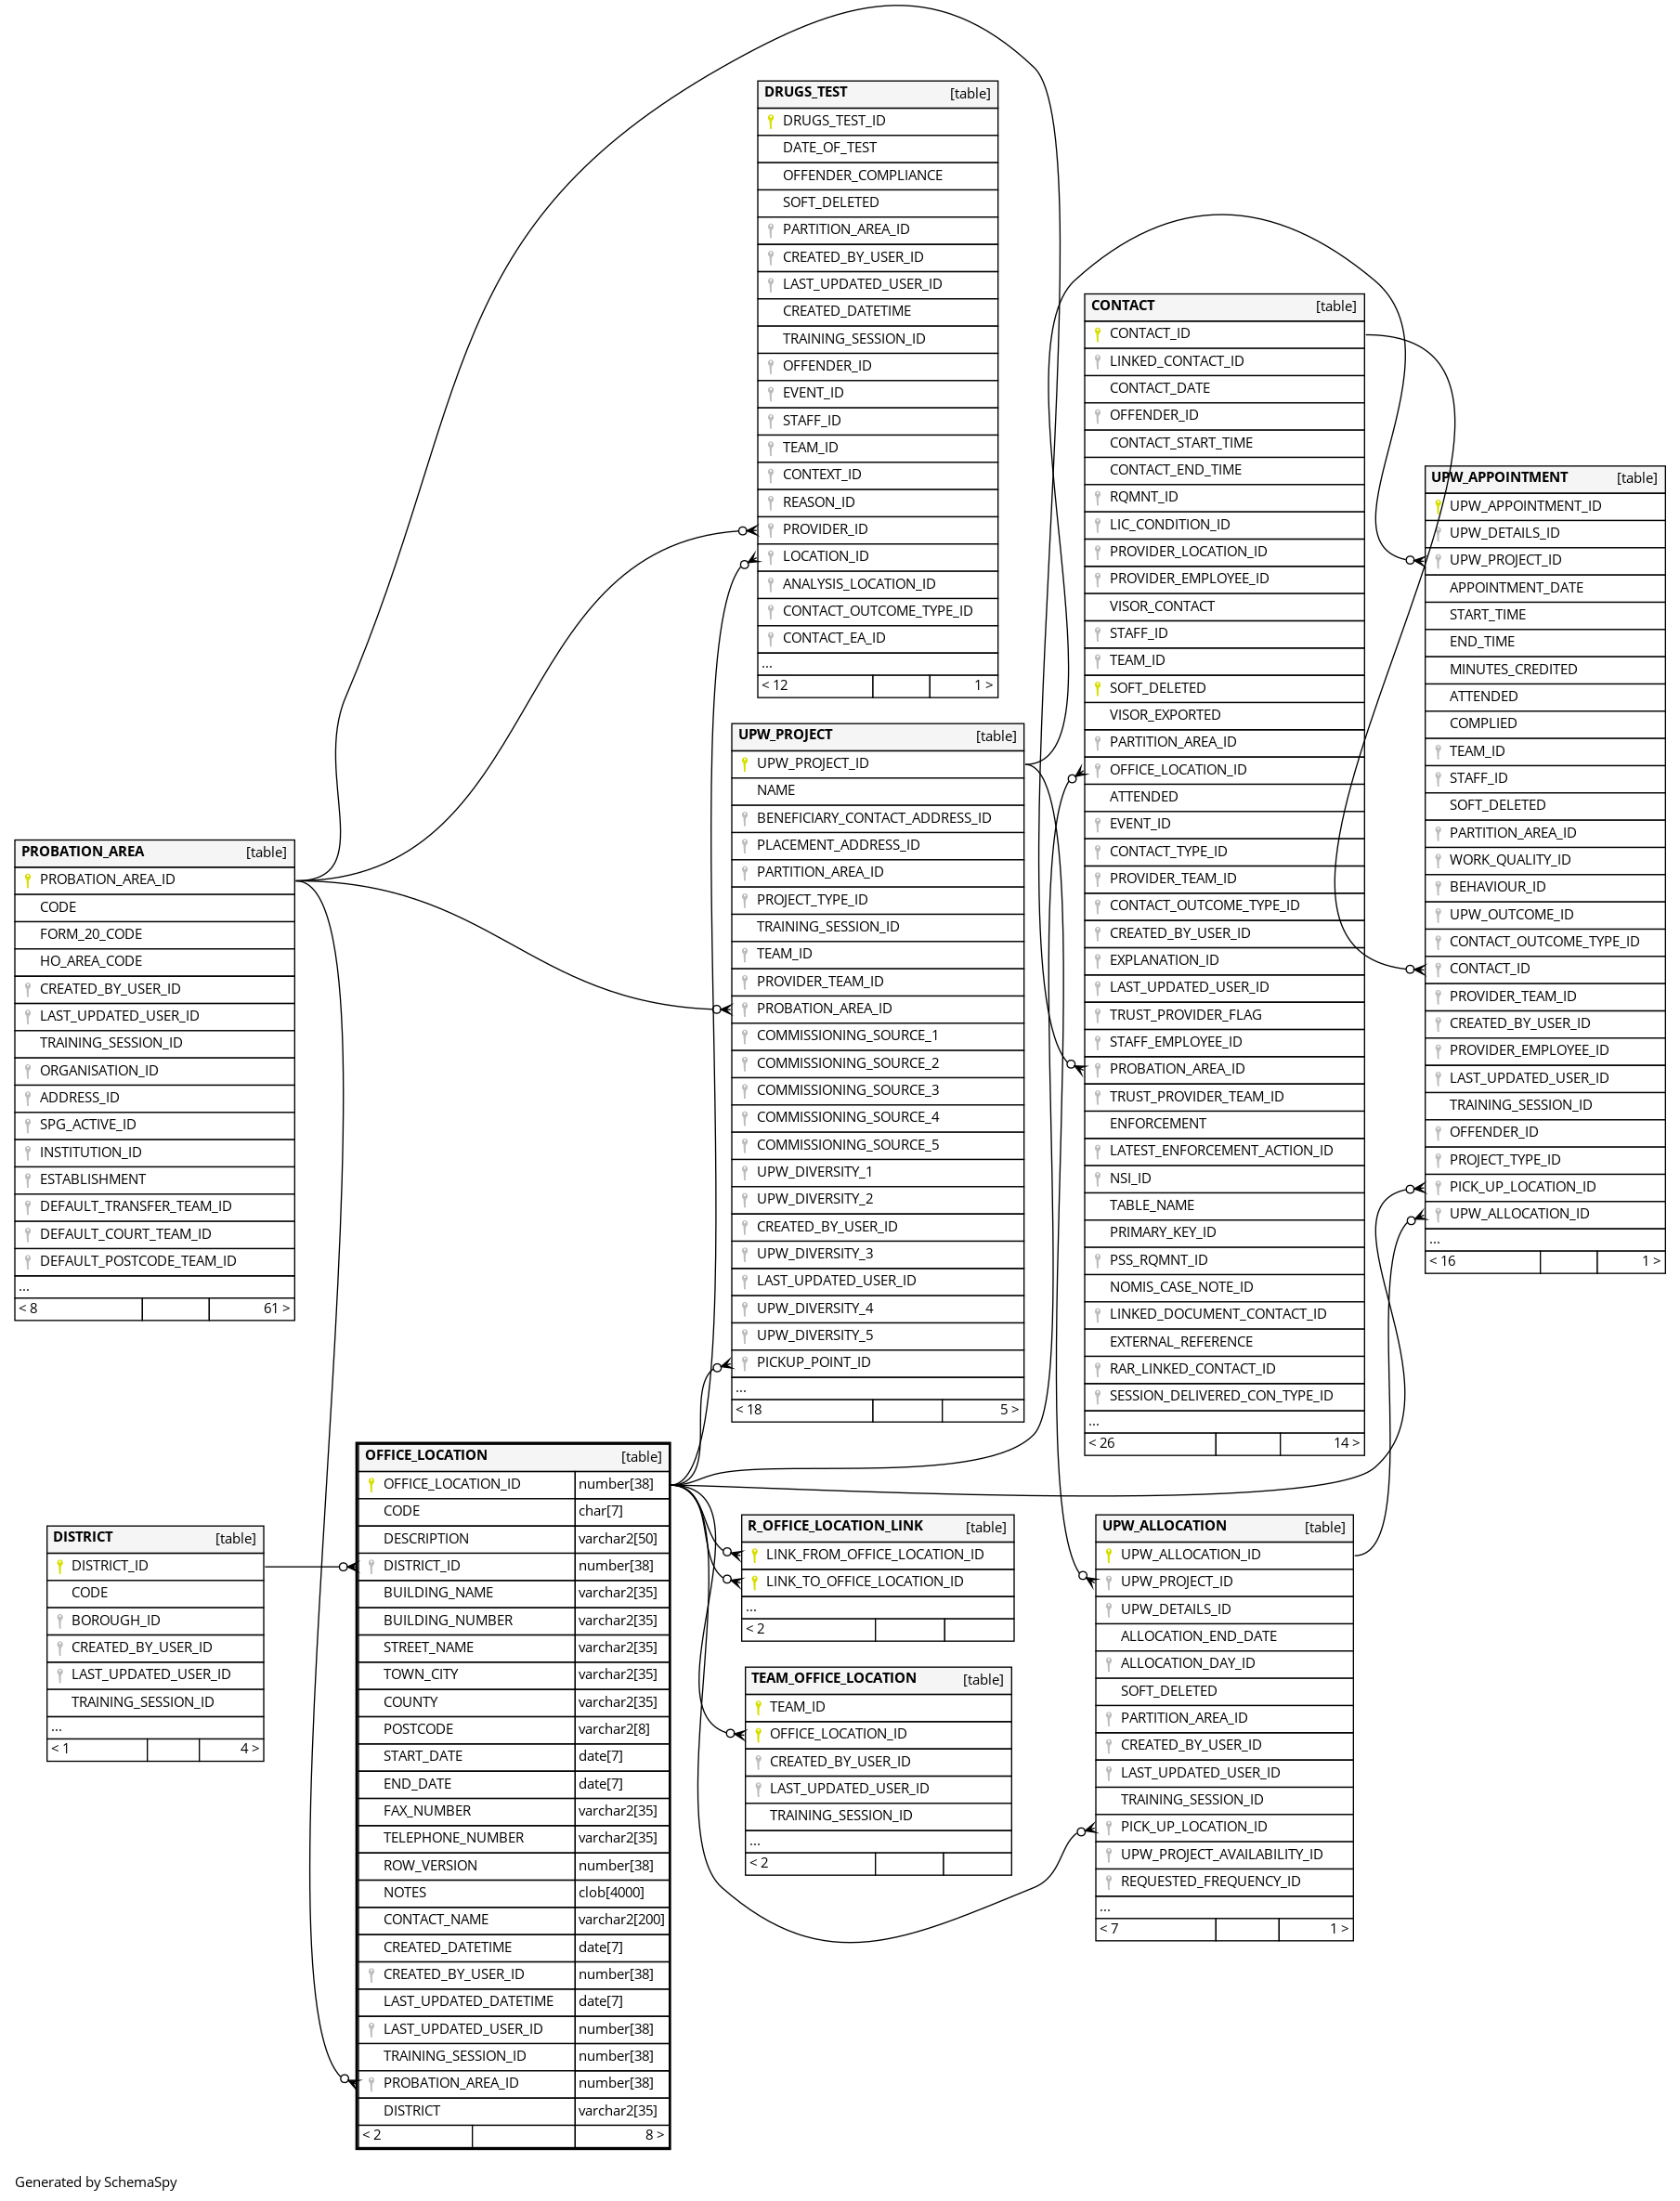 DRUGS_TEST [table]
DRUGS_TEST_ID
DATE_OF_TEST
OFFENDER_COMPLIANCE
SOFT_DELETED
PARTITION_AREA_ID
CREATED_BY_USER_ID
LAST_UPDATED_USER_ID
CREATED_DATETIME
TRAINING_SESSION_ID
OFFENDER_ID
EVENT_ID
STAFF_ID
TEAM_ID
CONTEXT_ID
REASON_ID
PROVIDER_ID
LOCATION_ID
ANALYSIS_LOCATION_ID
CONTACT_OUTCOME_TYPE_ID
CONTACT_EA_ID
...
< 12 1 >
CONTACT [table]
CONTACT_ID
LINKED_CONTACT_ID
CONTACT_DATE
OFFENDER_ID
CONTACT_START_TIME
CONTACT_END_TIME
RQMNT_ID
LIC_CONDITION_ID
PROVIDER_LOCATION_ID
PROVIDER_EMPLOYEE_ID
VISOR_CONTACT
STAFF_ID
TEAM_ID
SOFT_DELETED
VISOR_EXPORTED
PARTITION_AREA_ID
OFFICE_LOCATION_ID
ATTENDED
EVENT_ID
CONTACT_TYPE_ID
PROVIDER_TEAM_ID
CONTACT_OUTCOME_TYPE_ID
CREATED_BY_USER_ID
EXPLANATION_ID
LAST_UPDATED_USER_ID
TRUST_PROVIDER_FLAG
STAFF_EMPLOYEE_ID
PROBATION_AREA_ID
TRUST_PROVIDER_TEAM_ID
ENFORCEMENT
LATEST_ENFORCEMENT_ACTION_ID
NSI_ID
TABLE_NAME
PRIMARY_KEY_ID
PSS_RQMNT_ID
NOMIS_CASE_NOTE_ID
LINKED_DOCUMENT_CONTACT_ID
EXTERNAL_REFERENCE
RAR_LINKED_CONTACT_ID
SESSION_DELIVERED_CON_TYPE_ID
...
< 26 14 >
UPW_APPOINTMENT [table]
UPW_APPOINTMENT_ID
UPW_DETAILS_ID
UPW_PROJECT_ID
APPOINTMENT_DATE
START_TIME
END_TIME
MINUTES_CREDITED
ATTENDED
COMPLIED
TEAM_ID
STAFF_ID
SOFT_DELETED
PARTITION_AREA_ID
WORK_QUALITY_ID
BEHAVIOUR_ID
UPW_OUTCOME_ID
CONTACT_OUTCOME_TYPE_ID
CONTACT_ID
PROVIDER_TEAM_ID
CREATED_BY_USER_ID
PROVIDER_EMPLOYEE_ID
LAST_UPDATED_USER_ID
TRAINING_SESSION_ID
OFFENDER_ID
PROJECT_TYPE_ID
PICK_UP_LOCATION_ID
UPW_ALLOCATION_ID
...
< 16 1 >
UPW_PROJECT [table]
UPW_PROJECT_ID
NAME
BENEFICIARY_CONTACT_ADDRESS_ID
PLACEMENT_ADDRESS_ID
PARTITION_AREA_ID
PROJECT_TYPE_ID
TRAINING_SESSION_ID
TEAM_ID
PROVIDER_TEAM_ID
PROBATION_AREA_ID
COMMISSIONING_SOURCE_1
COMMISSIONING_SOURCE_2
COMMISSIONING_SOURCE_3
COMMISSIONING_SOURCE_4
COMMISSIONING_SOURCE_5
UPW_DIVERSITY_1
UPW_DIVERSITY_2
CREATED_BY_USER_ID
UPW_DIVERSITY_3
LAST_UPDATED_USER_ID
UPW_DIVERSITY_4
UPW_DIVERSITY_5
PICKUP_POINT_ID
...
< 18 5 >
PROBATION_AREA [table]
PROBATION_AREA_ID
CODE
FORM_20_CODE
HO_AREA_CODE
CREATED_BY_USER_ID
LAST_UPDATED_USER_ID
TRAINING_SESSION_ID
ORGANISATION_ID
ADDRESS_ID
SPG_ACTIVE_ID
INSTITUTION_ID
ESTABLISHMENT
DEFAULT_TRANSFER_TEAM_ID
DEFAULT_COURT_TEAM_ID
DEFAULT_POSTCODE_TEAM_ID
...
< 8 61 >
OFFICE_LOCATION [table]
OFFICE_LOCATION_ID number[38]
CODE char[7]
DESCRIPTION varchar2[50]
DISTRICT_ID number[38]
BUILDING_NAME varchar2[35]
BUILDING_NUMBER varchar2[35]
STREET_NAME varchar2[35]
TOWN_CITY varchar2[35]
COUNTY varchar2[35]
POSTCODE varchar2[8]
START_DATE date[7]
END_DATE date[7]
FAX_NUMBER varchar2[35]
TELEPHONE_NUMBER varchar2[35]
ROW_VERSION number[38]
NOTES clob[4000]
CONTACT_NAME varchar2[200]
CREATED_DATETIME date[7]
CREATED_BY_USER_ID number[38]
LAST_UPDATED_DATETIME date[7]
LAST_UPDATED_USER_ID number[38]
TRAINING_SESSION_ID number[38]
PROBATION_AREA_ID number[38]
DISTRICT varchar2[35]
< 2 8 >
DISTRICT [table]
DISTRICT_ID
CODE
BOROUGH_ID
CREATED_BY_USER_ID
LAST_UPDATED_USER_ID
TRAINING_SESSION_ID
...
< 1 4 >
R_OFFICE_LOCATION_LINK [table]
LINK_FROM_OFFICE_LOCATION_ID
LINK_TO_OFFICE_LOCATION_ID
...
< 2
TEAM_OFFICE_LOCATION [table]
TEAM_ID
OFFICE_LOCATION_ID
CREATED_BY_USER_ID
LAST_UPDATED_USER_ID
TRAINING_SESSION_ID
...
< 2
UPW_ALLOCATION [table]
UPW_ALLOCATION_ID
UPW_PROJECT_ID
UPW_DETAILS_ID
ALLOCATION_END_DATE
ALLOCATION_DAY_ID
SOFT_DELETED
PARTITION_AREA_ID
CREATED_BY_USER_ID
LAST_UPDATED_USER_ID
TRAINING_SESSION_ID
PICK_UP_LOCATION_ID
UPW_PROJECT_AVAILABILITY_ID
REQUESTED_FREQUENCY_ID
...
< 7 1 >
Generated by SchemaSpy